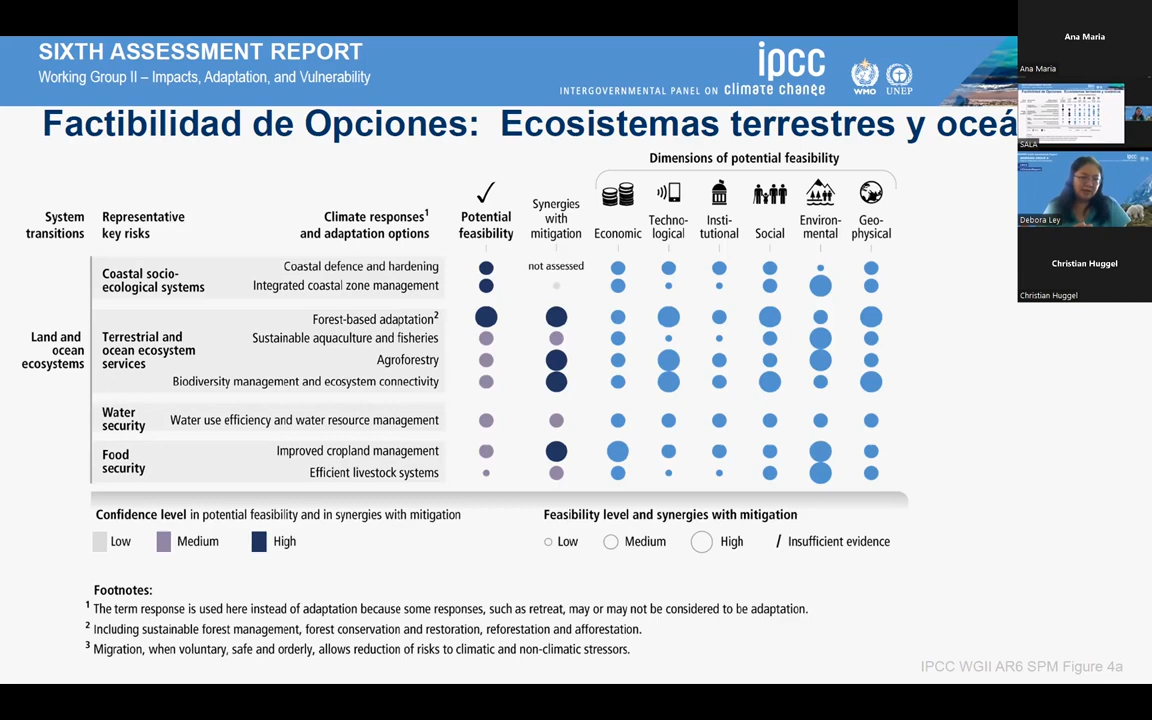 SIXTH ASSESSMENT REPORT
Working Group II – Impacts, Adaptation, and Vulnerability
ipcc
INTERGOVERNMENTAL PANEL ON climate change
WMO
UNEP
Ana Maria
Ana Maria
SALA
Debora Ley
Christian Huggel
Christian Huggel
Factibilidad de Opciones: Ecosistemas terrestres y oceá
Dimensions of potential feasibility
System transitions
Representative key risks
Climate responses1 and adaptation options
Potential feasibility
Synergies with mitigation
Economic
Techno-logical
Insti-tutional
Social
Environ-mental
Geo-physical
Land and ocean ecosystems
Coastal socio-ecological systems
Coastal defence and hardening
not assessed
Integrated coastal zone management
Terrestrial and ocean ecosystem services
Forest-based adaptation2
Sustainable aquaculture and fisheries
Agroforestry
Biodiversity management and ecosystem connectivity
Water security
Water use efficiency and water resource management
Food security
Improved cropland management
Efficient livestock systems
Confidence level in potential feasibility and in synergies with mitigation
Low Medium High
Feasibility level and synergies with mitigation
Low Medium High / Insufficient evidence
Footnotes:
1 The term response is used here instead of adaptation because some responses, such as retreat, may or may not be considered to be adaptation.
2 Including sustainable forest management, forest conservation and restoration, reforestation and afforestation.
3 Migration, when voluntary, safe and orderly, allows reduction of risks to climatic and non-climatic stressors.
IPCC WGII AR6 SPM Figure 4a